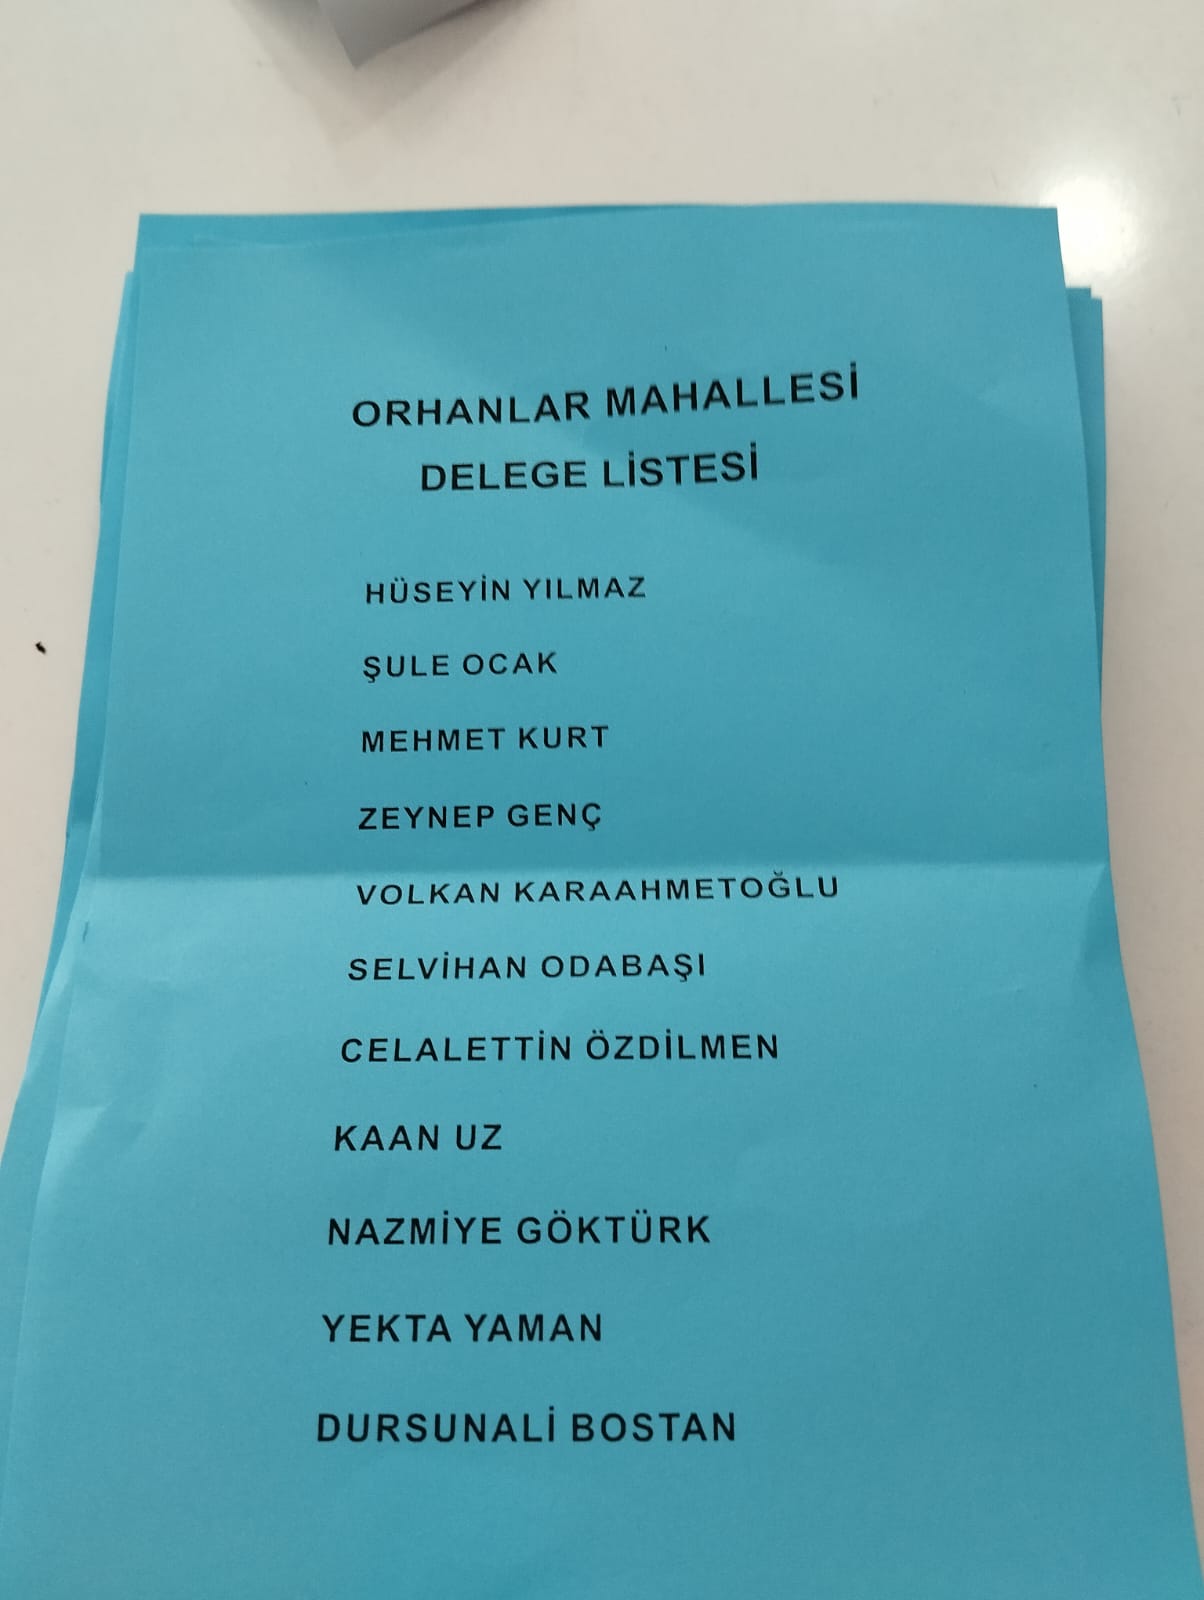 ORHANLAR MAHALLESİ
DELEGE LİSTESİ
HÜSEYİN YILMAZ
ŞULE OCAK
MEHMET KURT
ZEYNEP GENÇ
VOLKAN KARAAHMETOĞLU
SELVİHAN ODABAŞI
CELALETTİN ÖZDİLMEN
KAAN UZ
NAZMİYE GÖKTÜRK
YEKTA YAMAN
DURSUNALİ BOSTAN